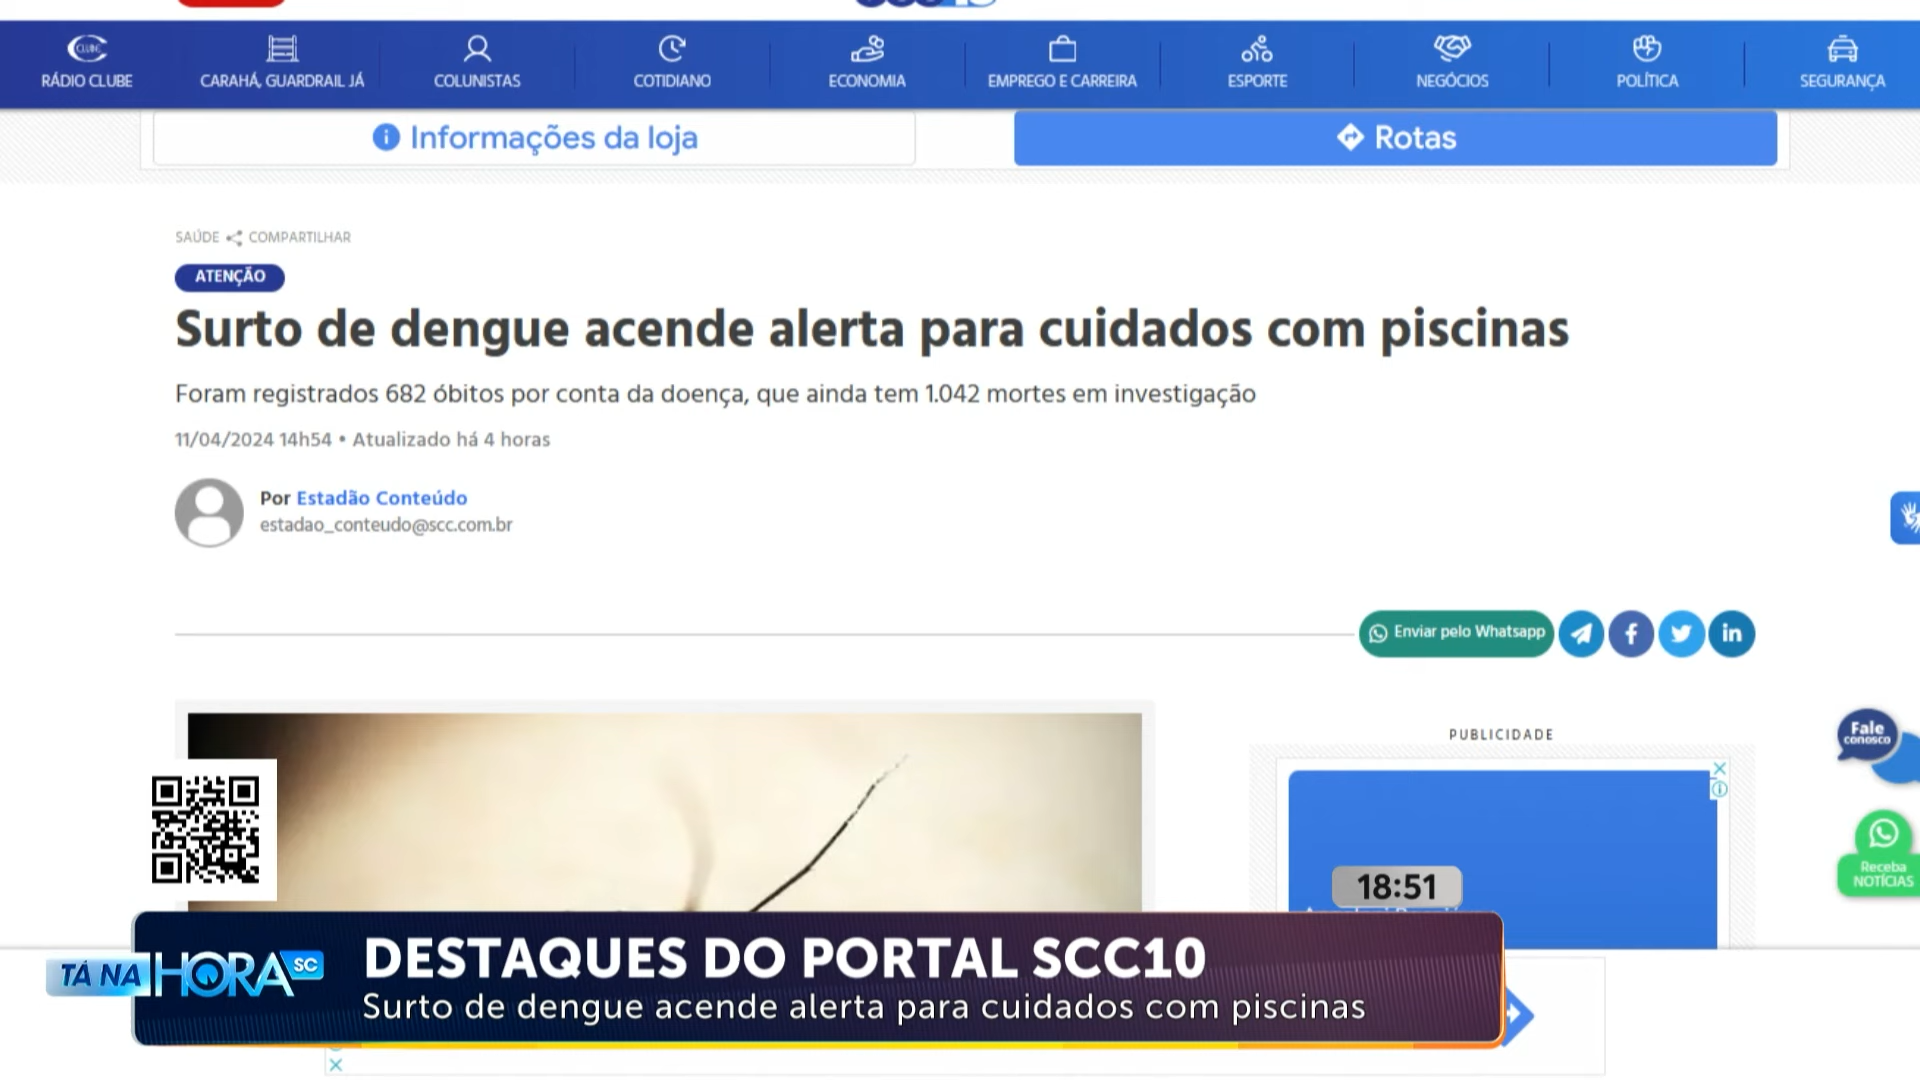 CLUBE
RÁDIO CLUBE
CARAHÁ, GUARDRAIL JÁ
COLUNISTAS
COTIDIANO
ECONOMIA
EMPREGO E CARREIRA
ESPORTE
NEGÓCIOS
POLÍTICA
SEGURANÇA
Informações da loja
Rotas
SAÚDE COMPARTILHAR
ATENÇÃO
Surto de dengue acende alerta para cuidados com piscinas
Foram registrados 682 óbitos por conta da doença, que ainda tem 1.042 mortes em investigação
11/04/2024 14h54 • Atualizado há 4 horas
Por Estadão Conteúdo
estadao_conteudo@scc.com.br
Enviar pelo Whatsapp
PUBLICIDADE
Fale
conosco
Receba
NOTÍCIAS
18:51
TÁ NA HORA SC
DESTAQUES DO PORTAL SCC10
Surto de dengue acende alerta para cuidados com piscinas